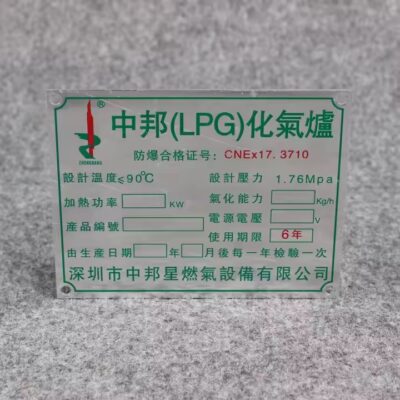 ®
ZHONGBANG
中邦(LPG)化氣爐
防爆合格证号: CNEx17.3710
設計溫度≤90℃ 設計壓力 1.76Mpa
加熱功率 KW 氣化能力 Kg/h
產品編號 電源電壓 V
使用期限 6年
由生産日期 年 月後每一年檢驗一次
深圳市中邦星燃氣設備有限公司